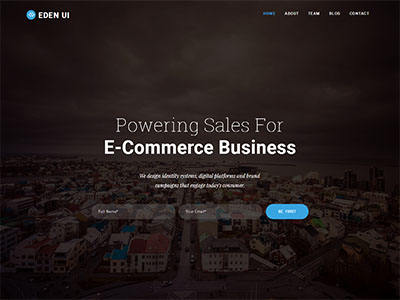 EDEN UI
HOME ABOUT TEAM BLOG CONTACT
Powering Sales For
E-Commerce Business
We design identity systems, digital platforms and brand
campaigns that engage today's consumer.
Full Name* Your Email* BE FIRST